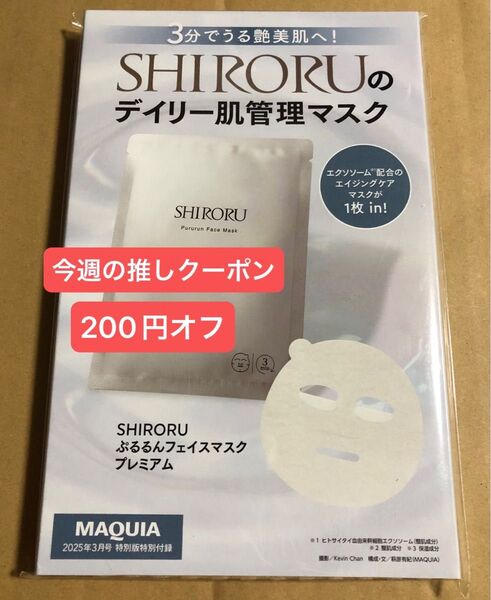 3分でうる艶美肌へ!
SHIRORUの
デイリー肌管理マスク
エクソソーム※1配合の
エイジングケア
マスクが
1枚 in!
SHIRORU
Pururun Face Mask
今週の推しクーポン
200円オフ
3
SHIRORU
ぷるるんフェイスマスク
プレミアム
MAQUIA
2025年3月号 特別版特別付録
※1 ヒトサイタイ血由来幹細胞エクソソーム(整肌成分)
※2 整肌成分 ※3 保湿成分
撮影/Kevin Chan 構成・文/萩原有紀(MAQUIA)